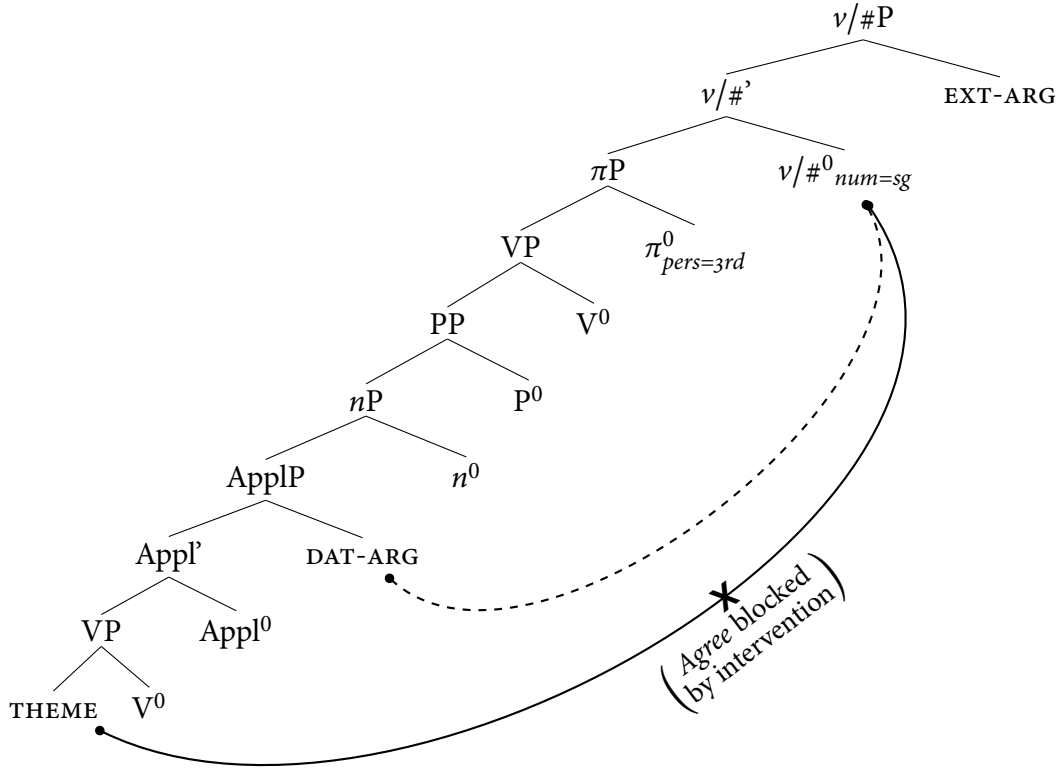 v/#P
v/#’
EXT-ARG
πP
v/#⁰num=sg
VP
π⁰pers=3rd
PP
V⁰
nP
P⁰
ApplP
n⁰
Appl’
DAT-ARG
VP
Appl⁰
THEME
V⁰
(Agree blocked
by intervention)